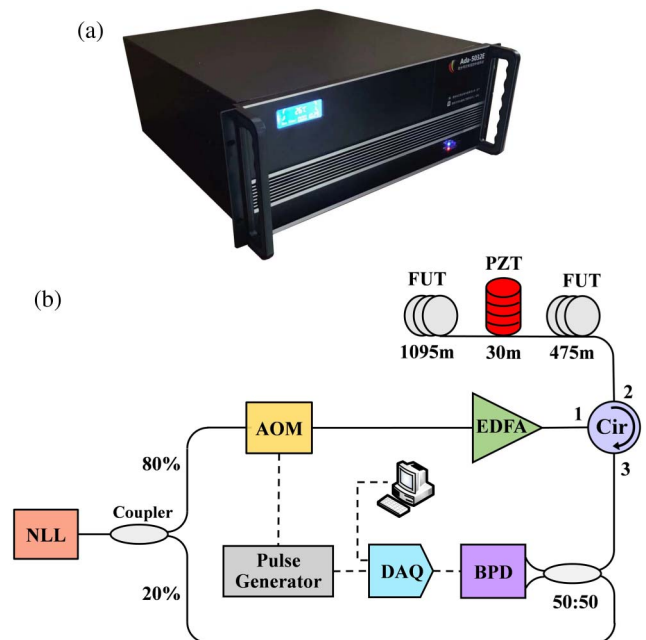 (a)
Ada-5032E
(b)
FUT
PZT
FUT
1095m
30m
475m
2
1
Cir
3
AOM
EDFA
80%
Coupler
NLL
20%
Pulse
Generator
DAQ
BPD
50:50